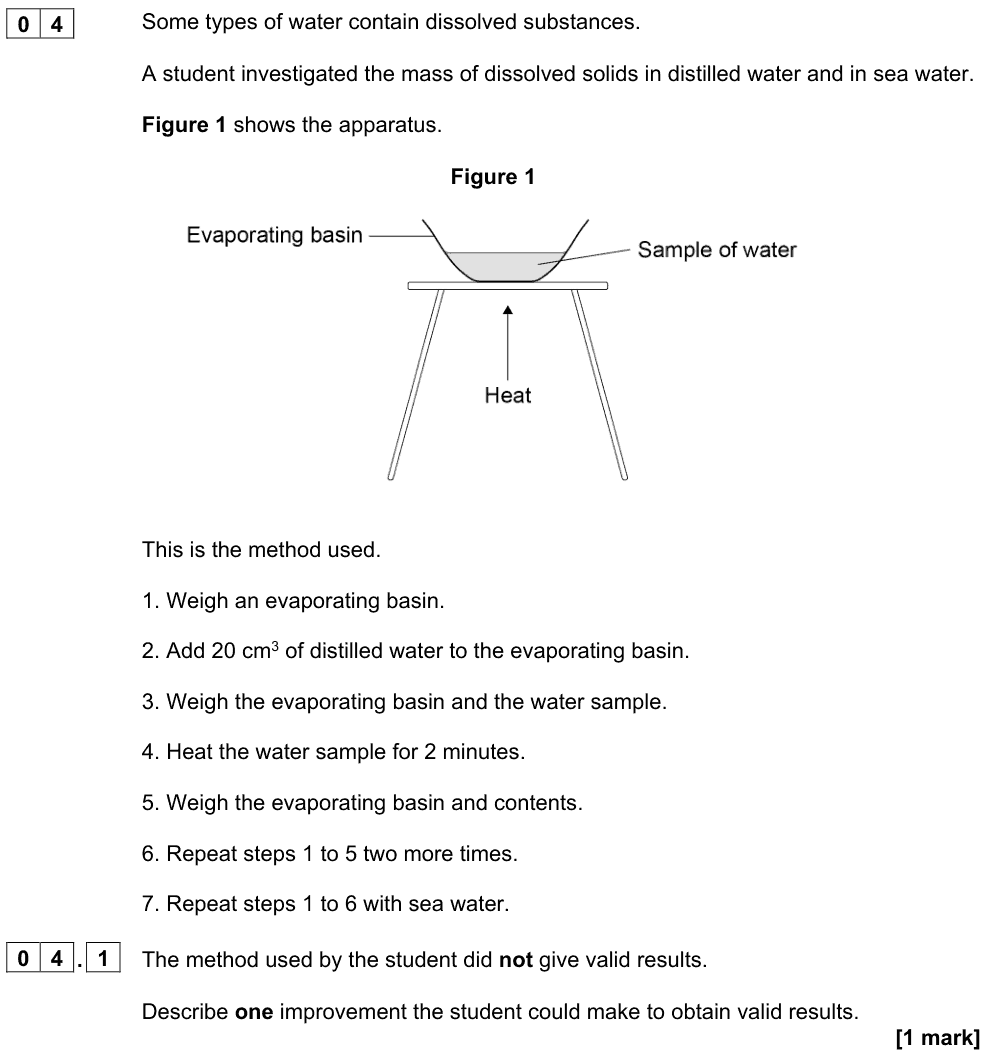 0 4 Some types of water contain dissolved substances.
A student investigated the mass of dissolved solids in distilled water and in sea water.
Figure 1 shows the apparatus.
Figure 1
Evaporating basin
Sample of water
Heat
This is the method used.
1. Weigh an evaporating basin.
2. Add 20 cm³ of distilled water to the evaporating basin.
3. Weigh the evaporating basin and the water sample.
4. Heat the water sample for 2 minutes.
5. Weigh the evaporating basin and contents.
6. Repeat steps 1 to 5 two more times.
7. Repeat steps 1 to 6 with sea water.
0 4 . 1 The method used by the student did not give valid results.
Describe one improvement the student could make to obtain valid results.
[1 mark]